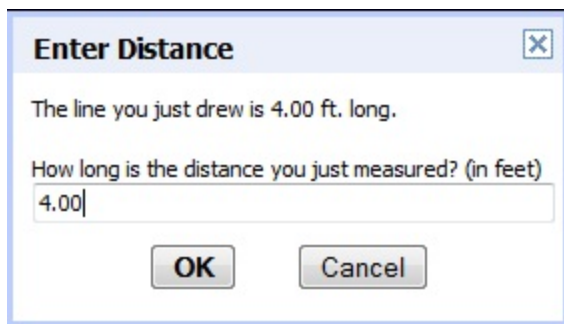 Enter Distance
The line you just drew is 4.00 ft. long.
How long is the distance you just measured? (in feet)
4.00
OK Cancel